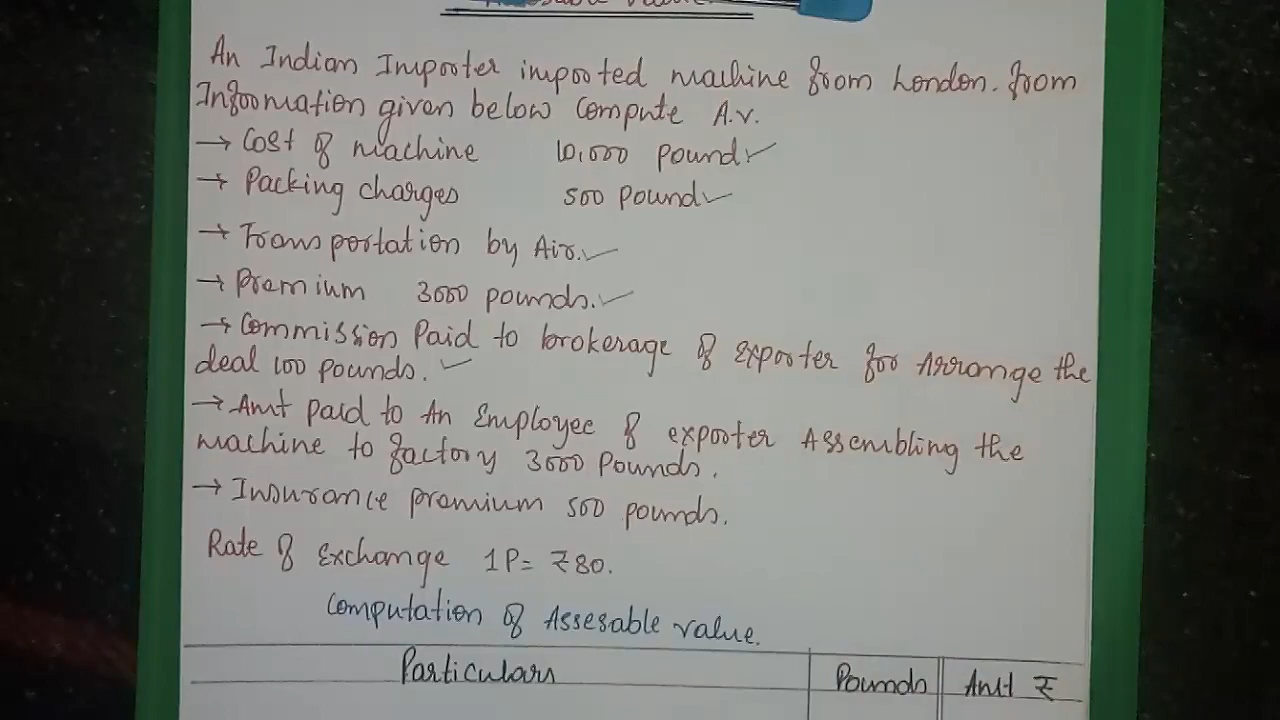 An Indian Importer imported machine from London. from
Information given below compute A.V.
→ Cost of machine 10,000 pound ✓
→ Packing charges 500 pound ✓
→ Transportation by Air. ✓
→ Premium 3000 pounds. ✓
→ Commission Paid to brokerage of exporter for Arrange the
deal 100 pounds. ✓
→ Amt paid to An Employee of exporter Assembling the
machine to factory 3000 Pounds.
→ Insurance premium 500 pounds.
Rate of Exchange 1P = ₹80.
Computation of Assesable value.
Particulars Pounds Amt ₹